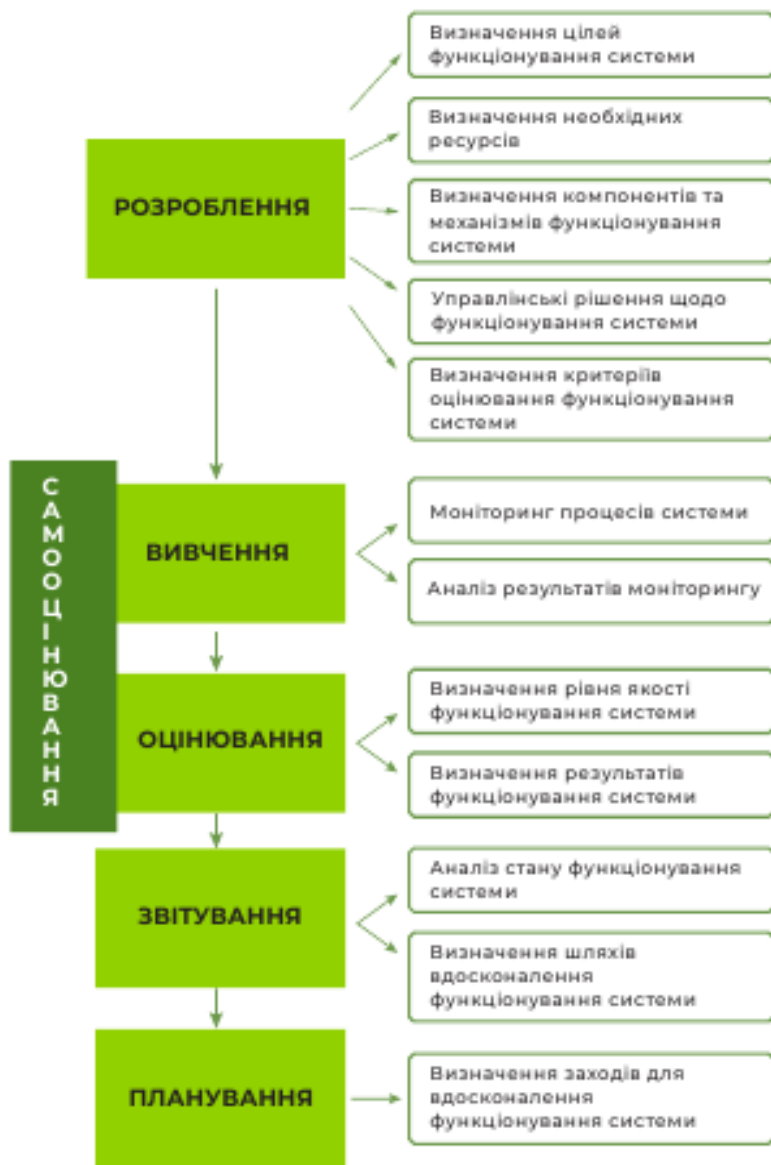 РОЗРОБЛЕННЯ
Визначення цілей
функціонування системи
Визначення необхідних
ресурсів
Визначення компонентів та
механізмів функціонування
системи
Управлінські рішення щодо
функціонування системи
Визначення критеріїв
оцінювання функціонування
системи
САМООЦІНЮВАННЯ
ВИВЧЕННЯ
Моніторинг процесів системи
Аналіз результатів моніторингу
ОЦІНЮВАННЯ
Визначення рівня якості
функціонування системи
Визначення результатів
функціонування системи
ЗВІТУВАННЯ
Аналіз стану функціонування
системи
Визначення шляхів
вдосконалення
функціонування системи
ПЛАНУВАННЯ
Визначення заходів для
вдосконалення
функціонування системи